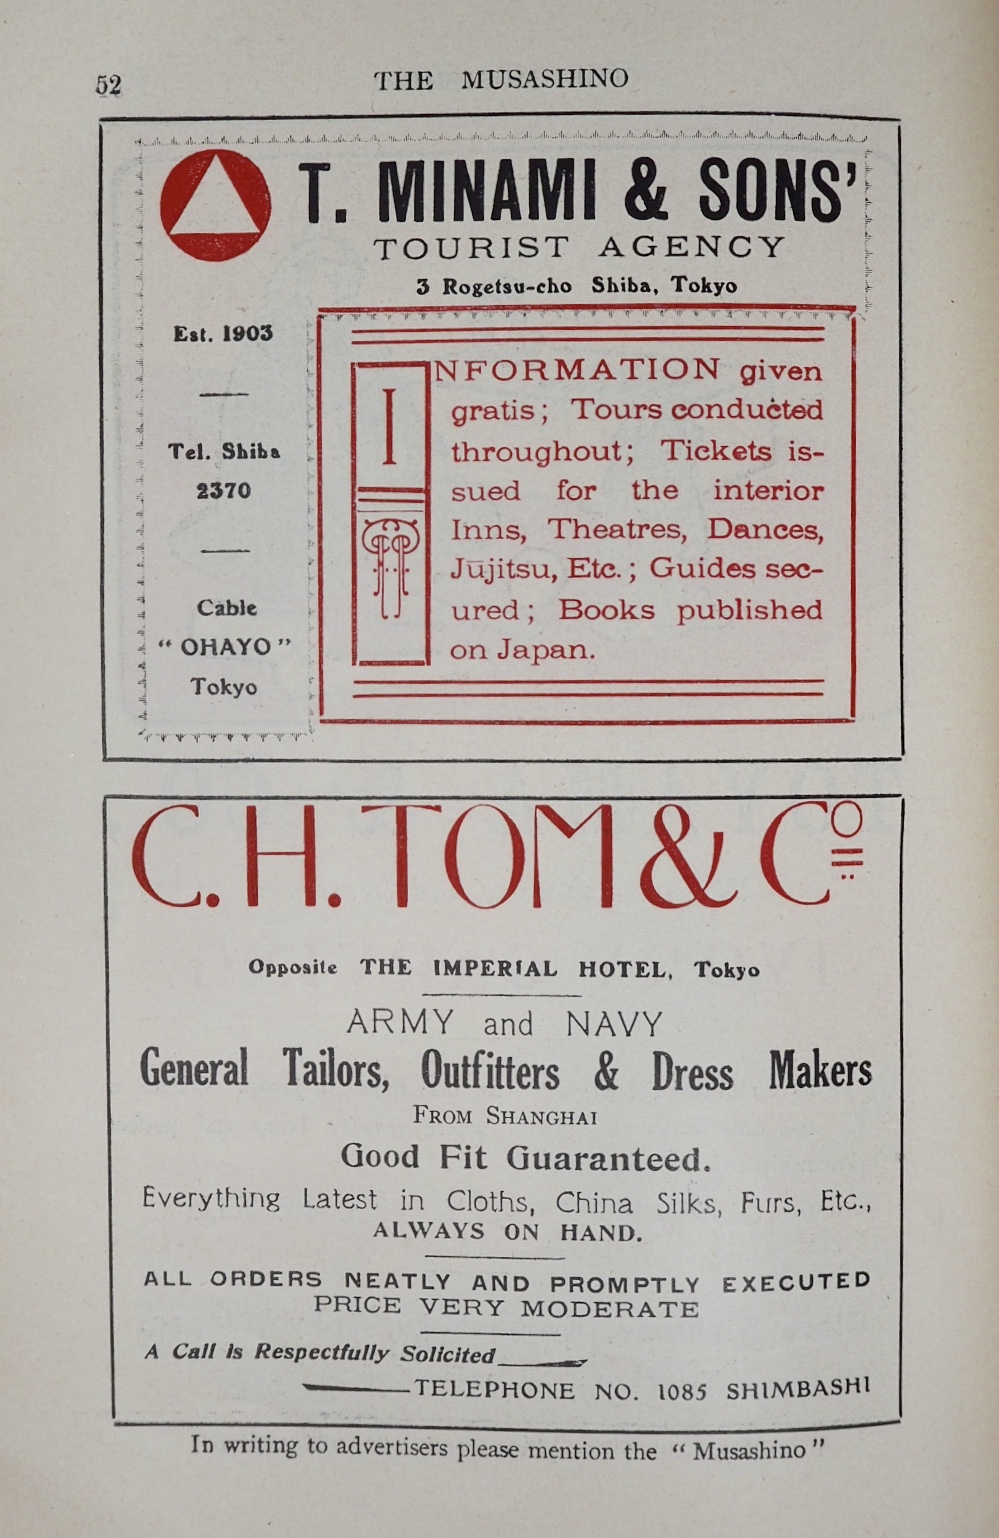 52
THE MUSASHINO
T. MINAMI & SONS'
TOURIST AGENCY
3 Rogetsu-cho Shiba, Tokyo
Est. 1903
Tel. Shiba
2370
Cable
“ OHAYO ”
Tokyo
INFORMATION given
gratis; Tours conducted
throughout; Tickets is-
sued for the interior
Inns, Theatres, Dances,
Jūjitsu, Etc.; Guides sec-
ured; Books published
on Japan.
C. H. TOM & Co
Opposite THE IMPERIAL HOTEL, Tokyo
ARMY and NAVY
General Tailors, Outfitters & Dress Makers
FROM SHANGHAI
Good Fit Guaranteed.
Everything Latest in Cloths, China Silks, Furs, Etc.,
ALWAYS ON HAND.
ALL ORDERS NEATLY AND PROMPTLY EXECUTED
PRICE VERY MODERATE
A Call Is Respectfully Solicited
TELEPHONE NO. 1085 SHIMBASHI
In writing to advertisers please mention the “ Musashino ”